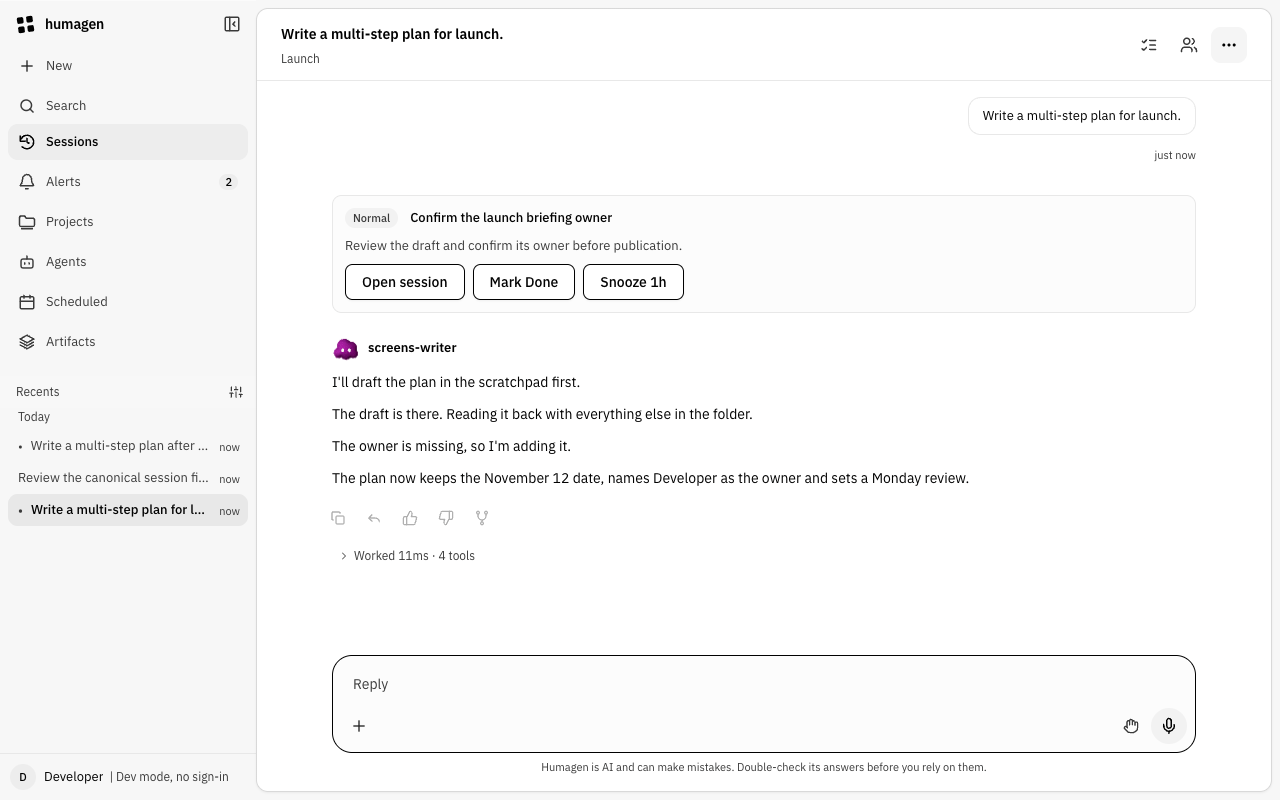 humagen
New
Search
Sessions
Alerts 2
Projects
Agents
Scheduled
Artifacts
Recents
Today
• Write a multi-step plan after ... now
Review the canonical session fi... now
• Write a multi-step plan for l... now
D Developer | Dev mode, no sign-in
Write a multi-step plan for launch.
Launch
Write a multi-step plan for launch.
just now
Normal Confirm the launch briefing owner
Review the draft and confirm its owner before publication.
Open session Mark Done Snooze 1h
screens-writer
I'll draft the plan in the scratchpad first.
The draft is there. Reading it back with everything else in the folder.
The owner is missing, so I'm adding it.
The plan now keeps the November 12 date, names Developer as the owner and sets a Monday review.
Worked 11ms · 4 tools
Reply
Humagen is AI and can make mistakes. Double-check its answers before you rely on them.